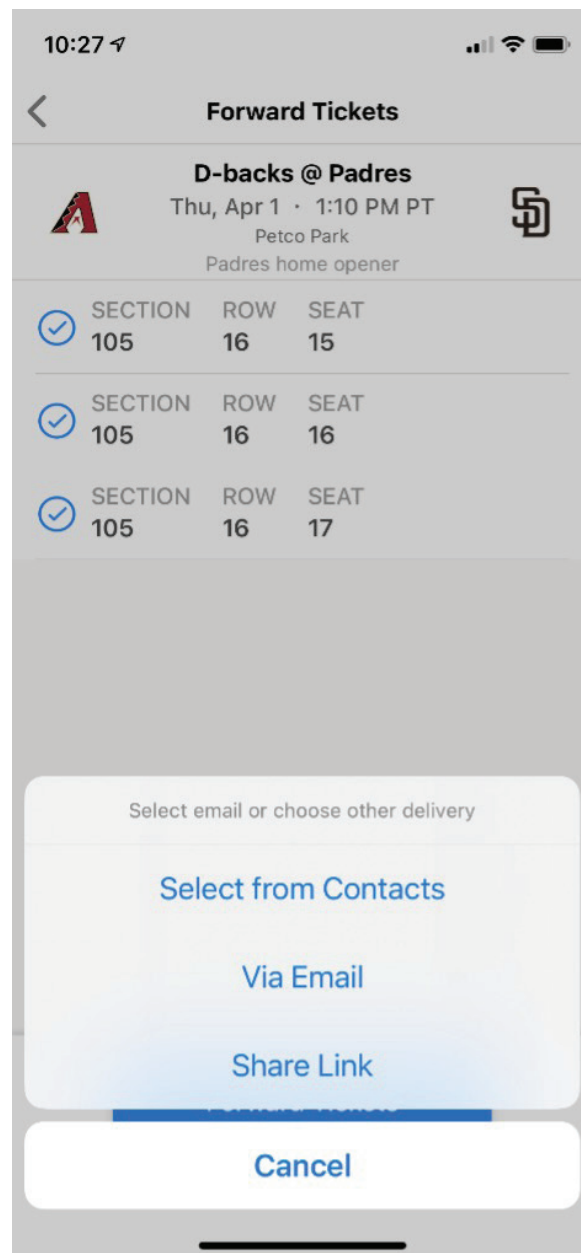 10:27
Forward Tickets
D-backs @ Padres
Thu, Apr 1 · 1:10 PM PT
Petco Park
Padres home opener
SECTION ROW SEAT
105 16 15
SECTION ROW SEAT
105 16 16
SECTION ROW SEAT
105 16 17
Select email or choose other delivery
Select from Contacts
Via Email
Share Link
Cancel